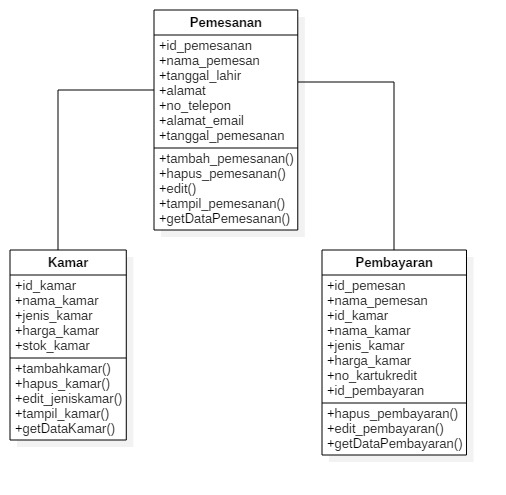 Pemesanan
+id_pemesanan
+nama_pemesan
+tanggal_lahir
+alamat
+no_telepon
+alamat_email
+tanggal_pemesanan
+tambah_pemesanan()
+hapus_pemesanan()
+edit()
+tampil_pemesanan()
+getDataPemesanan()
Kamar
+id_kamar
+nama_kamar
+jenis_kamar
+harga_kamar
+stok_kamar
+tambahkamar()
+hapus_kamar()
+edit_jeniskamar()
+tampil_kamar()
+getDataKamar()
Pembayaran
+id_pemesan
+nama_pemesan
+id_kamar
+nama_kamar
+jenis_kamar
+harga_kamar
+no_kartukredit
+id_pembayaran
+hapus_pembayaran()
+edit_pembayaran()
+getDataPembayaran()